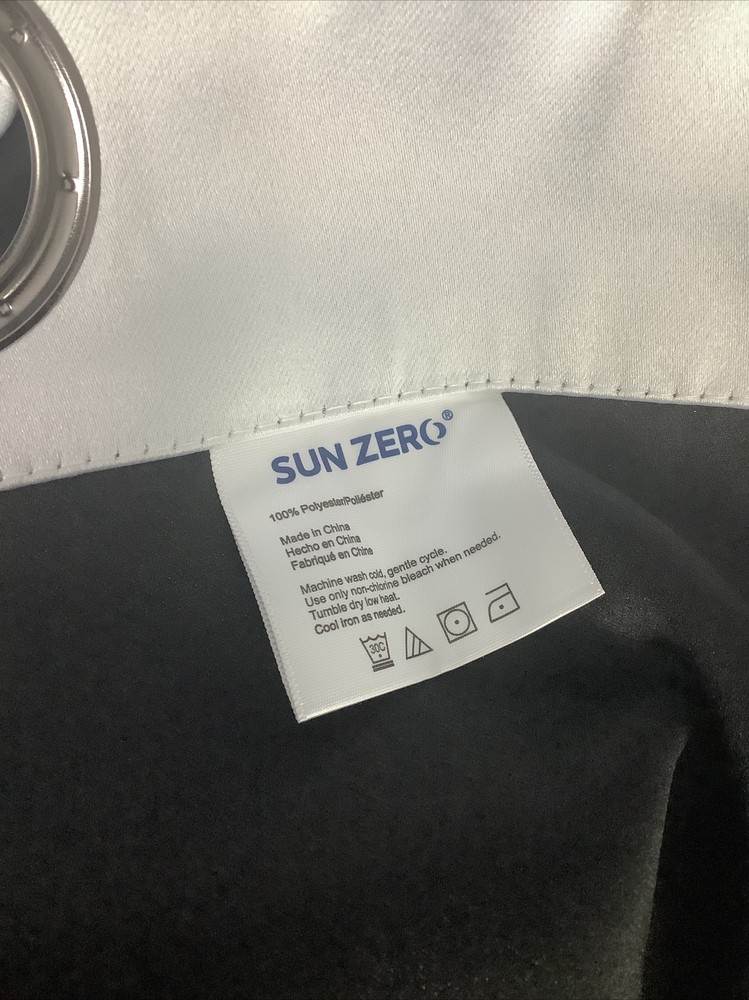 SUN ZERO®
100% Polyester/Poliéster
Made in China
Hecho en China
Fabriqué en Chine
Machine wash cold, gentle cycle.
Use only non-chlorine bleach when needed.
Tumble dry low heat.
Cool iron as needed.
30C